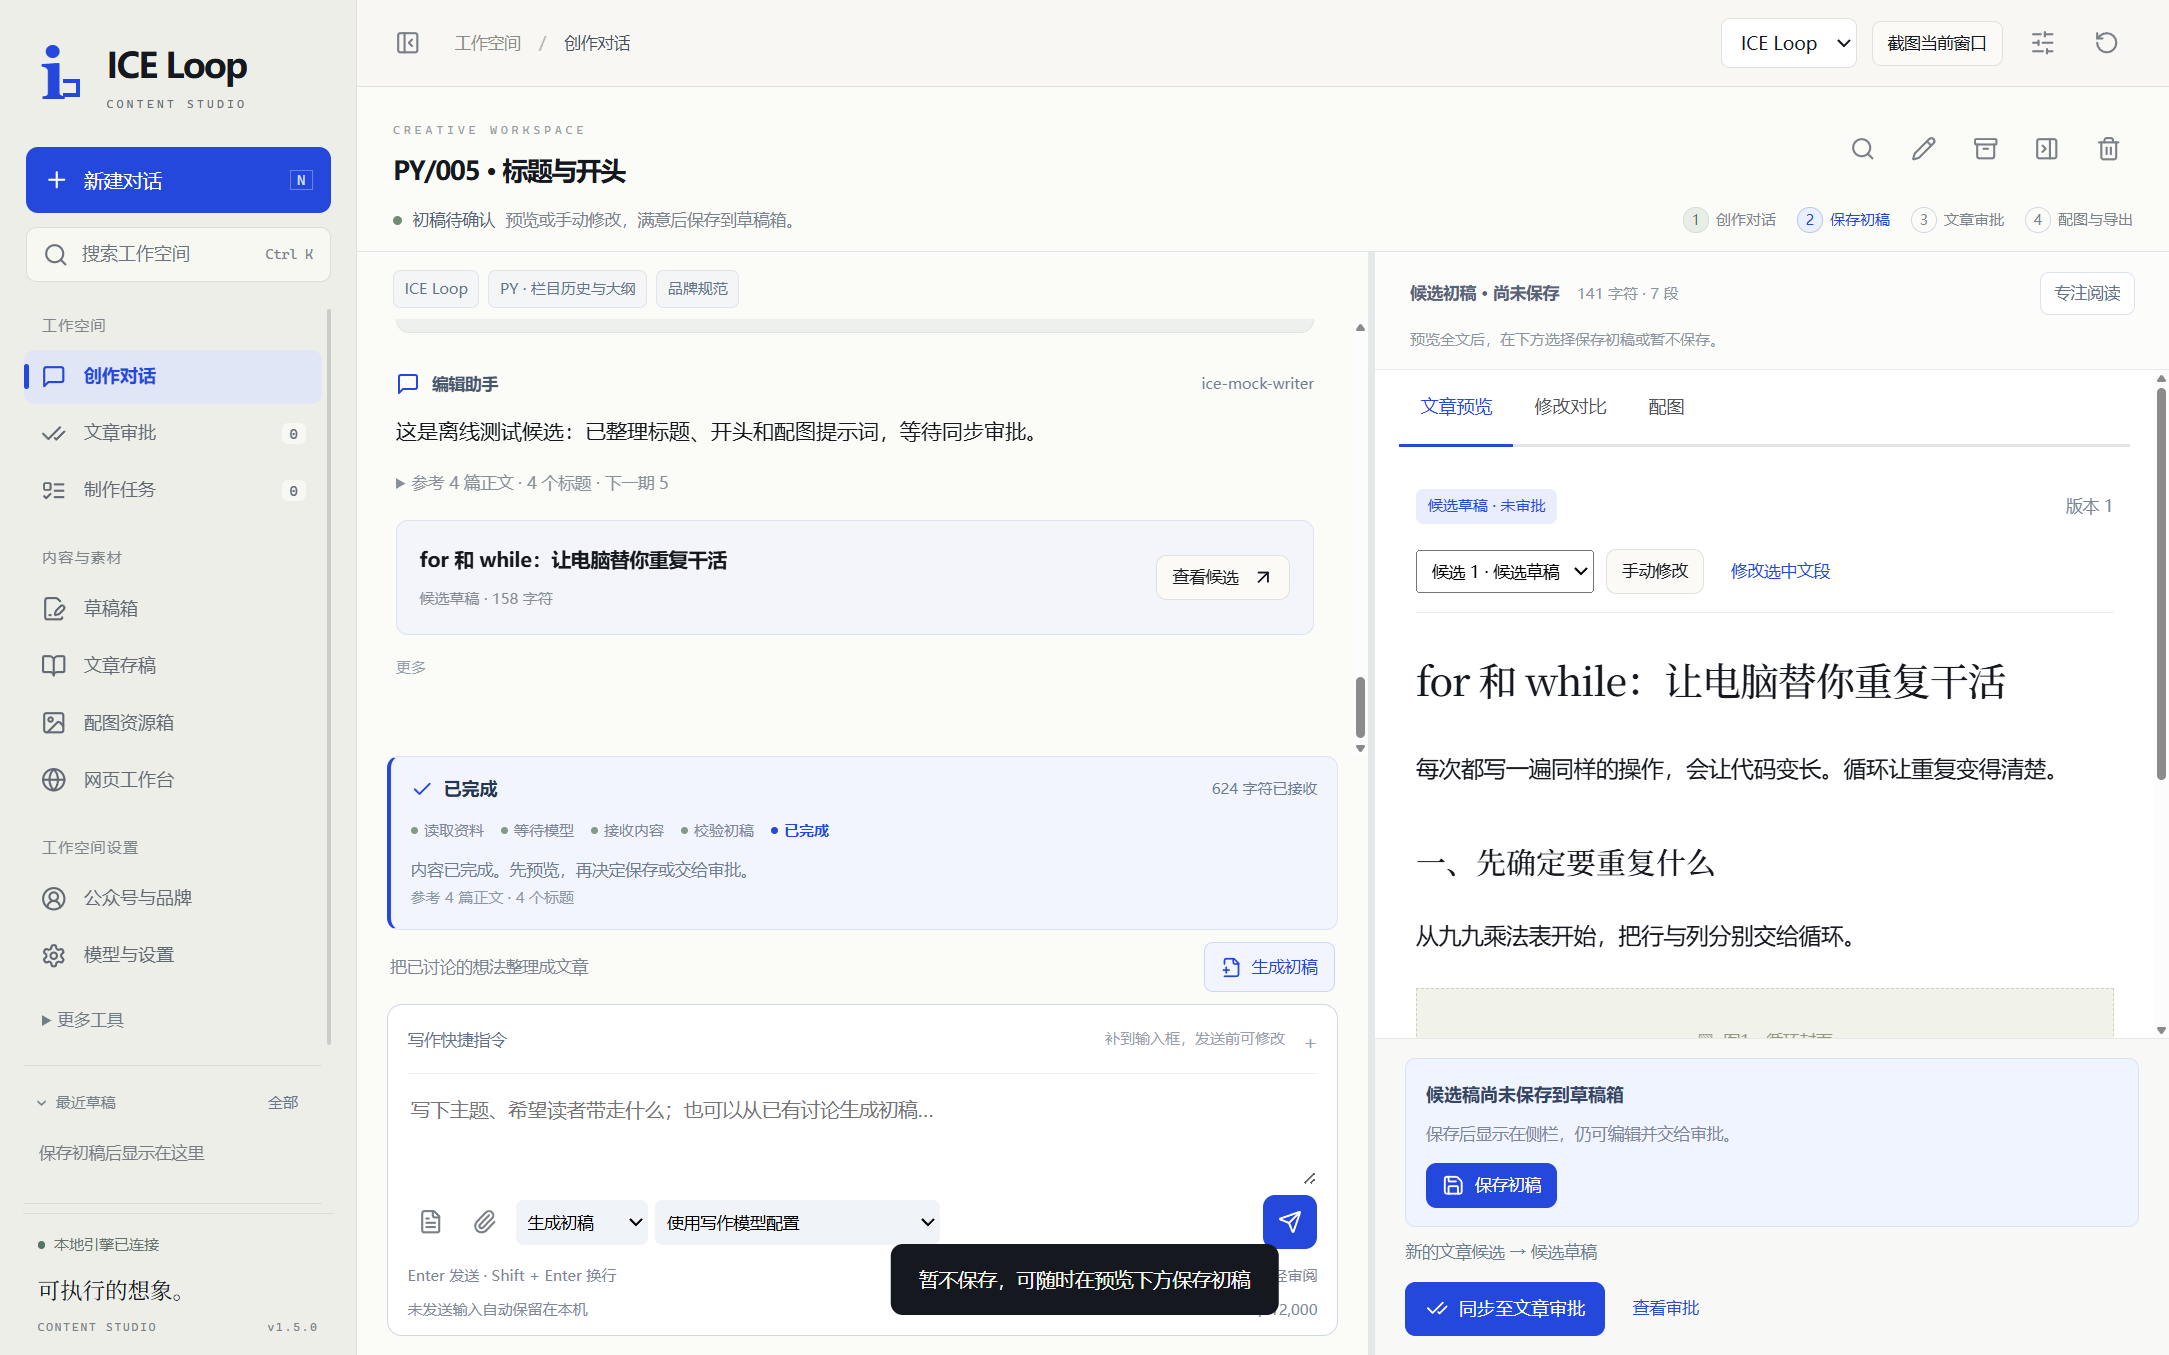 ICE Loop
CONTENT STUDIO
新建对话 N
搜索工作空间 Ctrl K
工作空间
创作对话
文章审批 0
制作任务 0
内容与素材
草稿箱
文章存稿
配图资源箱
网页工作台
工作空间设置
公众号与品牌
模型与设置
更多工具
最近草稿 全部
保存初稿后显示在这里
本地引擎已连接
可执行的想象。
CONTENT STUDIO v1.5.0
工作空间 / 创作对话
ICE Loop 截图当前窗口
CREATIVE WORKSPACE
PY/005 • 标题与开头
初稿待确认 预览或手动修改，满意后保存到草稿箱。
1 创作对话 2 保存初稿 3 文章审批 4 配图与导出
ICE Loop PY · 栏目历史与大纲 品牌规范
编辑助手 ice-mock-writer
这是离线测试候选：已整理标题、开头和配图提示词，等待同步审批。
参考 4 篇正文 · 4 个标题 · 下一期 5
for 和 while：让电脑替你重复干活
候选草稿 · 158 字符
查看候选
更多
已完成 624 字符已接收
读取资料 等待模型 接收内容 校验初稿 已完成
内容已完成。先预览，再决定保存或交给审批。
参考 4 篇正文 · 4 个标题
把已讨论的想法整理成文章 生成初稿
写作快捷指令 补到输入框，发送前可修改 +
写下主题、希望读者带走什么；也可以从已有讨论生成初稿...
生成初稿 使用写作模型配置
Enter 发送 · Shift + Enter 换行 审阅
未发送输入自动保留在本机 2,000
暂不保存，可随时在预览下方保存初稿
候选初稿 • 尚未保存 141 字符 · 7 段 专注阅读
预览全文后，在下方选择保存初稿或暂不保存。
文章预览 修改对比 配图
候选草稿 · 未审批 版本 1
候选 1 · 候选草稿 手动修改 修改选中文段
for 和 while：让电脑替你重复干活
每次都写一遍同样的操作，会让代码变长。循环让重复变得清楚。
一、先确定要重复什么
从九九乘法表开始，把行与列分别交给循环。
候选稿尚未保存到草稿箱
保存后显示在侧栏，仍可编辑并交给审批。
保存初稿
新的文章候选 → 候选草稿
同步至文章审批 查看审批